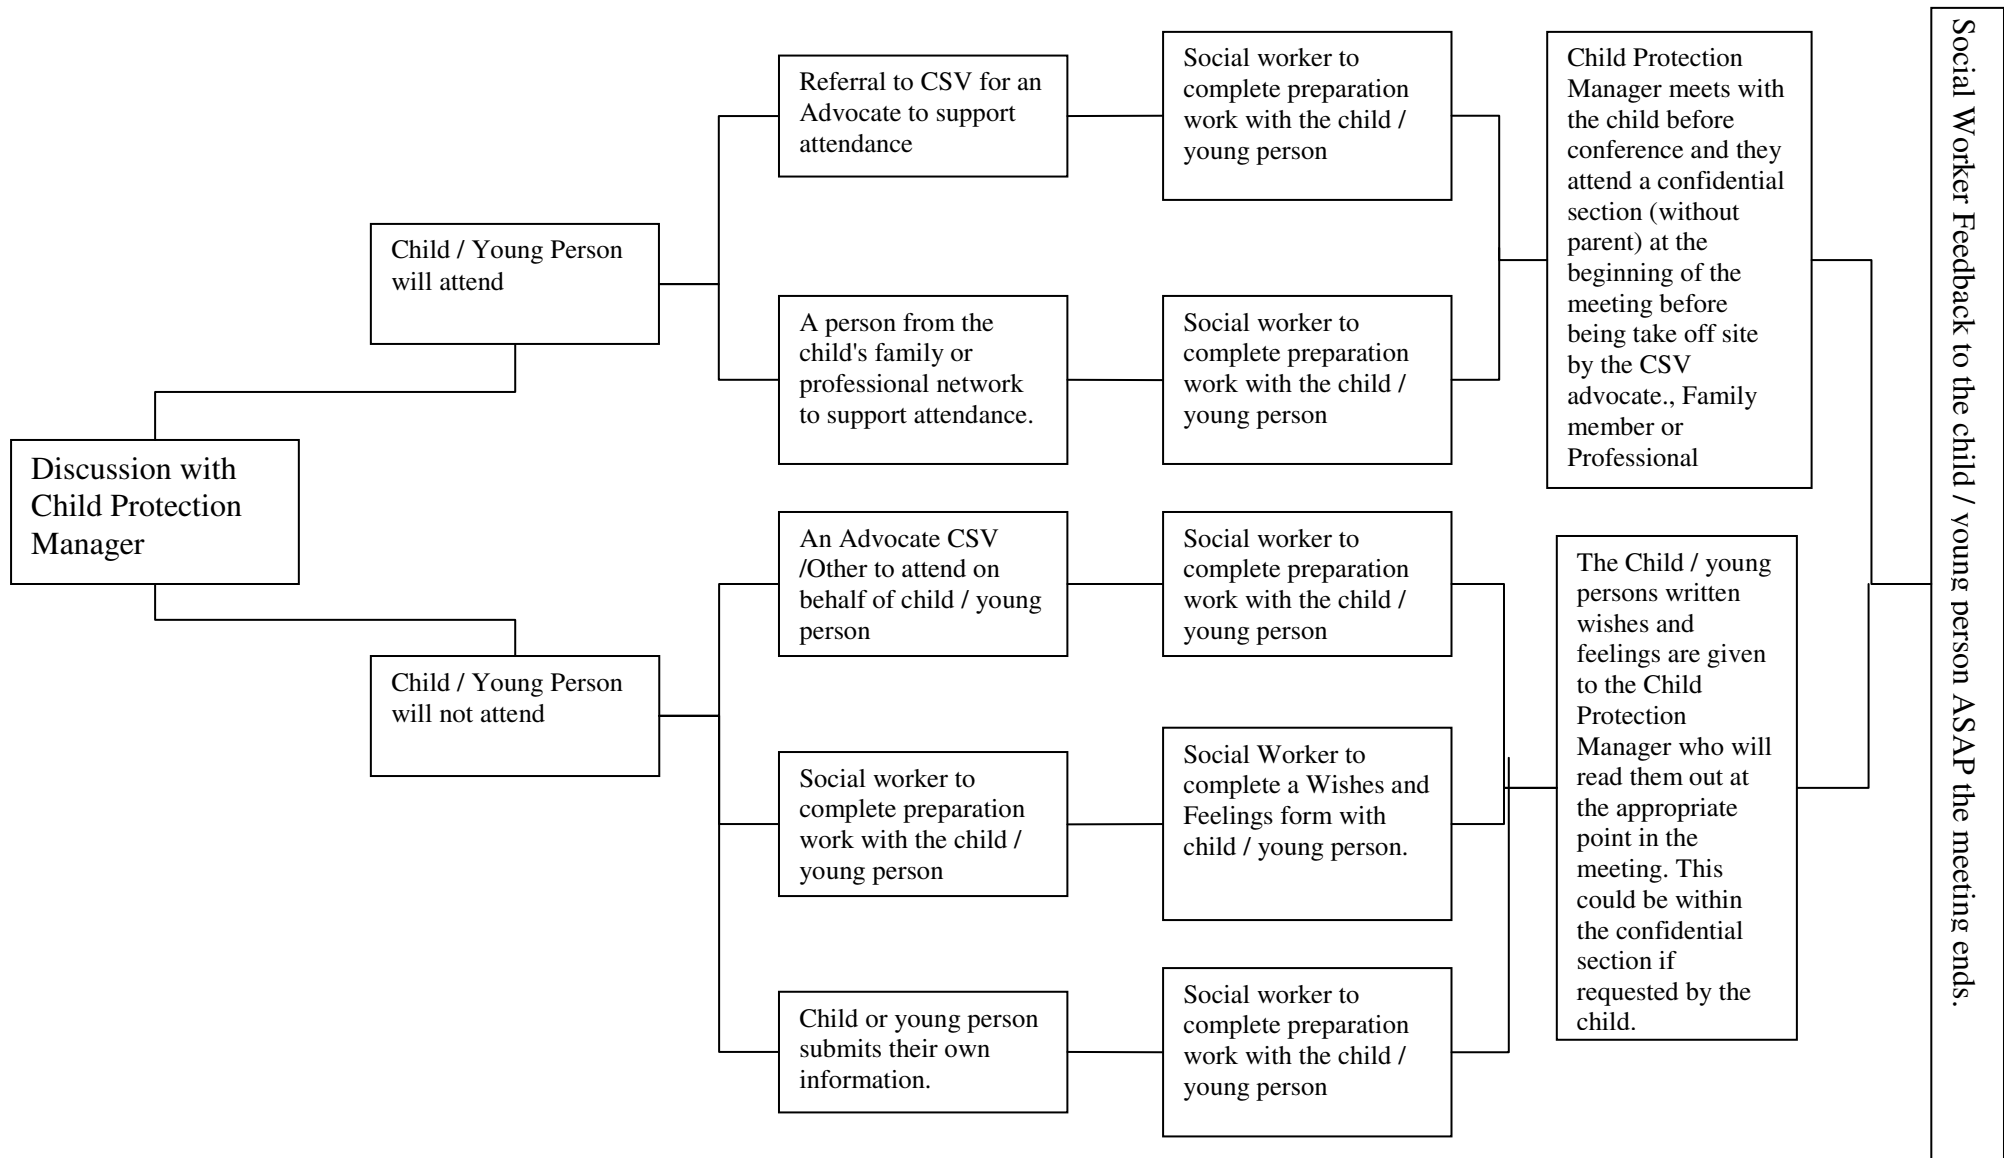 Discussion with
Child Protection
Manager
Child / Young Person
will attend
Child / Young Person
will not attend
Referral to CSV for an
Advocate to support
attendance
A person from the
child's family or
professional network
to support attendance.
An Advocate CSV
/Other to attend on
behalf of child / young
person
Social worker to
complete preparation
work with the child /
young person
Child or young person
submits their own
information.
Social worker to
complete preparation
work with the child /
young person
Social worker to
complete preparation
work with the child /
young person
Social worker to
complete preparation
work with the child /
young person
Social Worker to
complete a Wishes and
Feelings form with
child / young person.
Social worker to
complete preparation
work with the child /
young person
Child Protection
Manager meets with
the child before
conference and they
attend a confidential
section (without
parent) at the
beginning of the
meeting before
being take off site
by the CSV
advocate., Family
member or
Professional
The Child / young
persons written
wishes and
feelings are given
to the Child
Protection
Manager who will
read them out at
the appropriate
point in the
meeting. This
could be within
the confidential
section if
requested by the
child.
Social Worker Feedback to the child / young person ASAP the meeting ends.